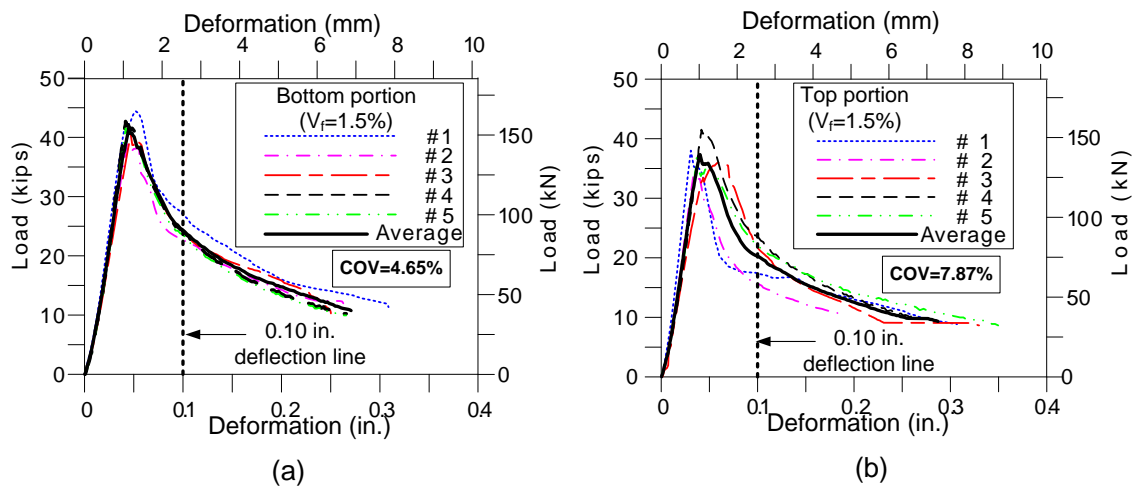 Deformation (mm)
0 2 4 6 8 10
50
40
30
20
10
0
Load (kips)
Bottom portion
(Vf=1.5%)
#1
#2
#3
#4
#5
Average
COV=4.65%
0.10 in.
deflection line
150
100
50
0
Load (kN)
0 0.1 0.2 0.3 0.4
Deformation (in.)
(a)
Deformation (mm)
0 2 4 6 8 10
50
40
30
20
10
0
Load (kips)
Top portion
(Vf=1.5%)
# 1
# 2
# 3
# 4
# 5
Average
COV=7.87%
0.10 in.
deflection line
150
100
50
0
Load (kN)
0 0.1 0.2 0.3 0.4
Deformation (in.)
(b)